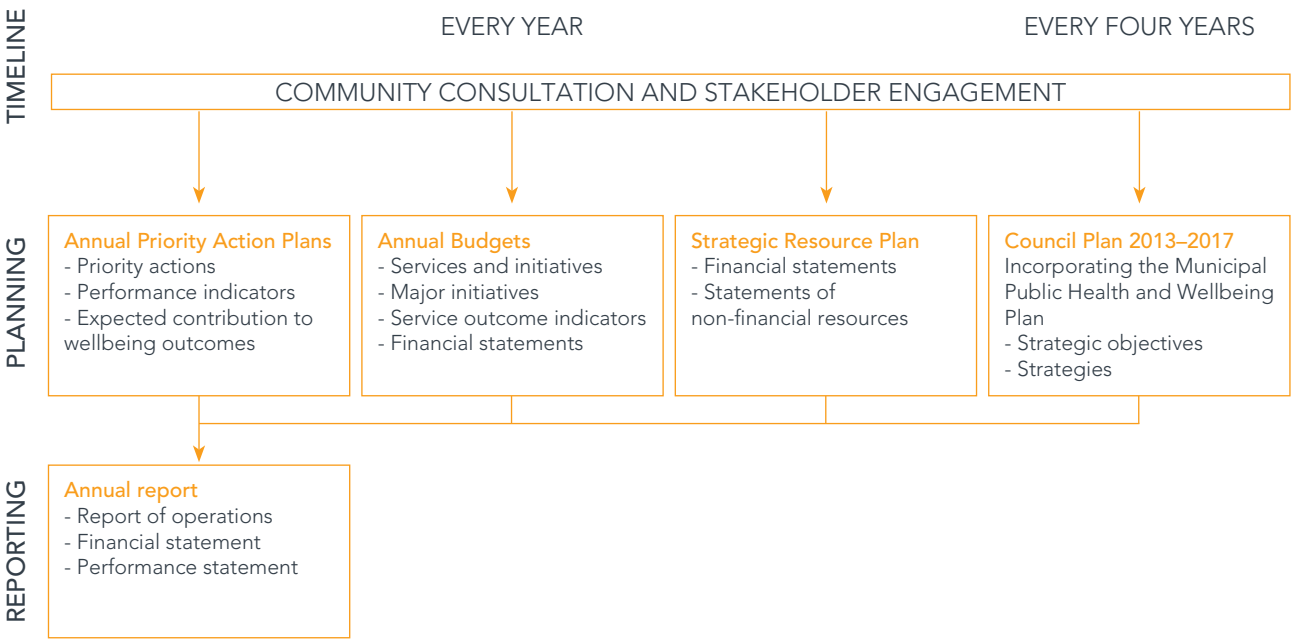 TIMELINE
EVERY YEAR
EVERY FOUR YEARS
COMMUNITY CONSULTATION AND STAKEHOLDER ENGAGEMENT
PLANNING
Annual Priority Action Plans
- Priority actions
- Performance indicators
- Expected contribution to
wellbeing outcomes
Annual Budgets
- Services and initiatives
- Major initiatives
- Service outcome indicators
- Financial statements
Strategic Resource Plan
- Financial statements
- Statements of
non-financial resources
Council Plan 2013–2017
Incorporating the Municipal
Public Health and Wellbeing
Plan
- Strategic objectives
- Strategies
REPORTING
Annual report
- Report of operations
- Financial statement
- Performance statement